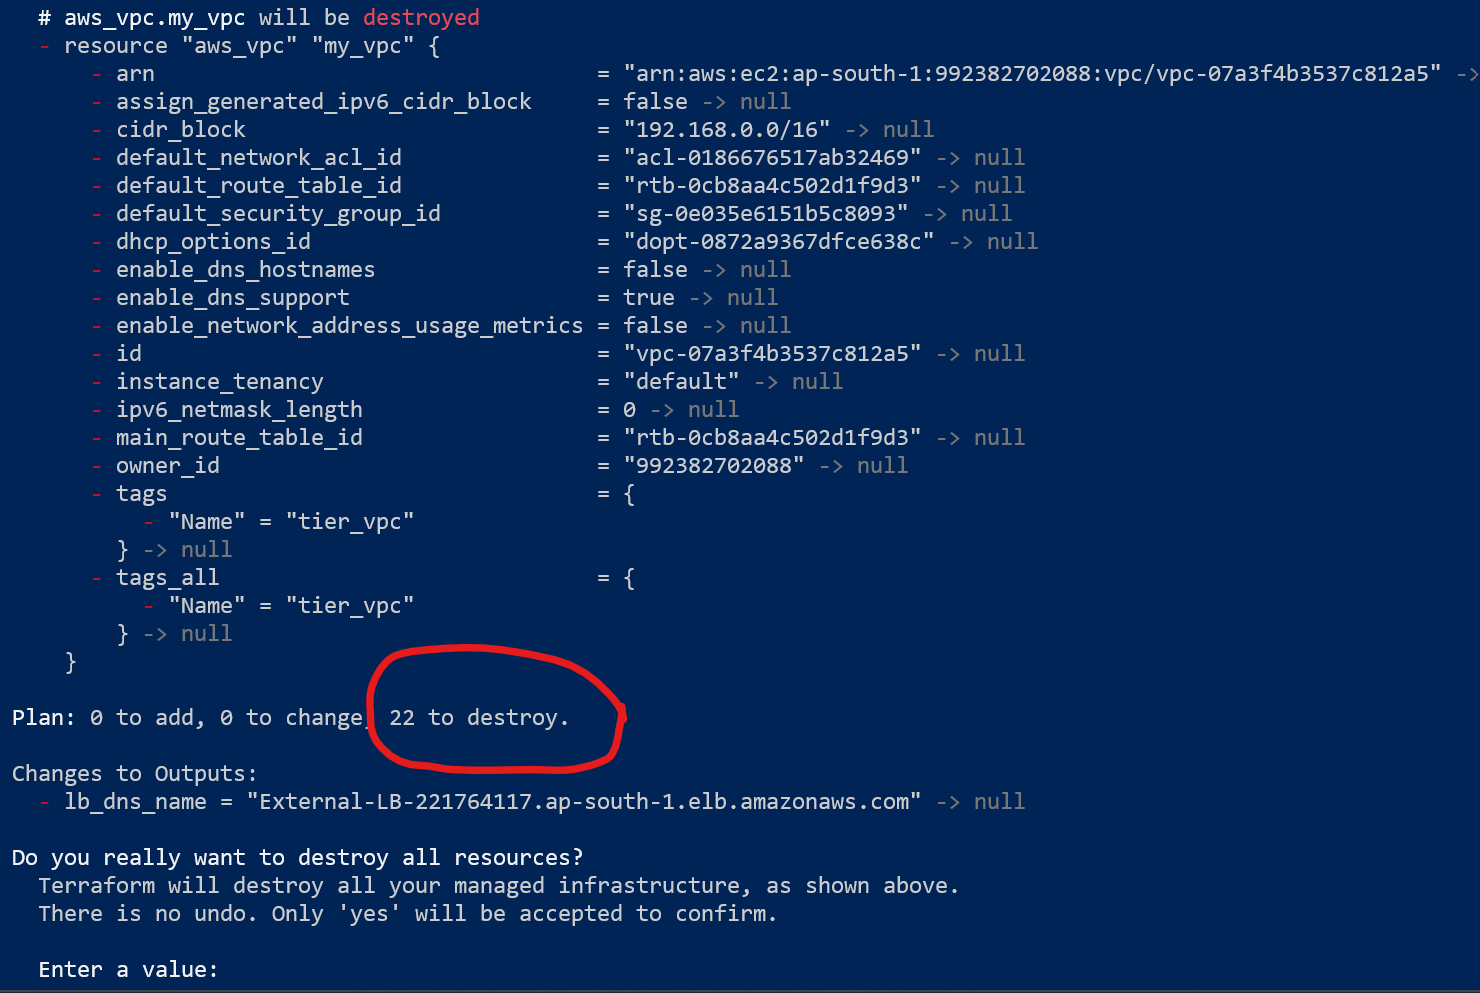 # aws_vpc.my_vpc will be destroyed
- resource "aws_vpc" "my_vpc" {
- arn = "arn:aws:ec2:ap-south-1:992382702088:vpc/vpc-07a3f4b3537c812a5" ->
- assign_generated_ipv6_cidr_block = false -> null
- cidr_block = "192.168.0.0/16" -> null
- default_network_acl_id = "acl-0186676517ab32469" -> null
- default_route_table_id = "rtb-0cb8aa4c502d1f9d3" -> null
- default_security_group_id = "sg-0e035e6151b5c8093" -> null
- dhcp_options_id = "dopt-0872a9367dfce638c" -> null
- enable_dns_hostnames = false -> null
- enable_dns_support = true -> null
- enable_network_address_usage_metrics = false -> null
- id = "vpc-07a3f4b3537c812a5" -> null
- instance_tenancy = "default" -> null
- ipv6_netmask_length = 0 -> null
- main_route_table_id = "rtb-0cb8aa4c502d1f9d3" -> null
- owner_id = "992382702088" -> null
- tags = {
- "Name" = "tier_vpc"
} -> null
- tags_all = {
- "Name" = "tier_vpc"
} -> null
}
Plan: 0 to add, 0 to change, 22 to destroy.
Changes to Outputs:
- lb_dns_name = "External-LB-221764117.ap-south-1.elb.amazonaws.com" -> null
Do you really want to destroy all resources?
Terraform will destroy all your managed infrastructure, as shown above.
There is no undo. Only 'yes' will be accepted to confirm.
Enter a value: